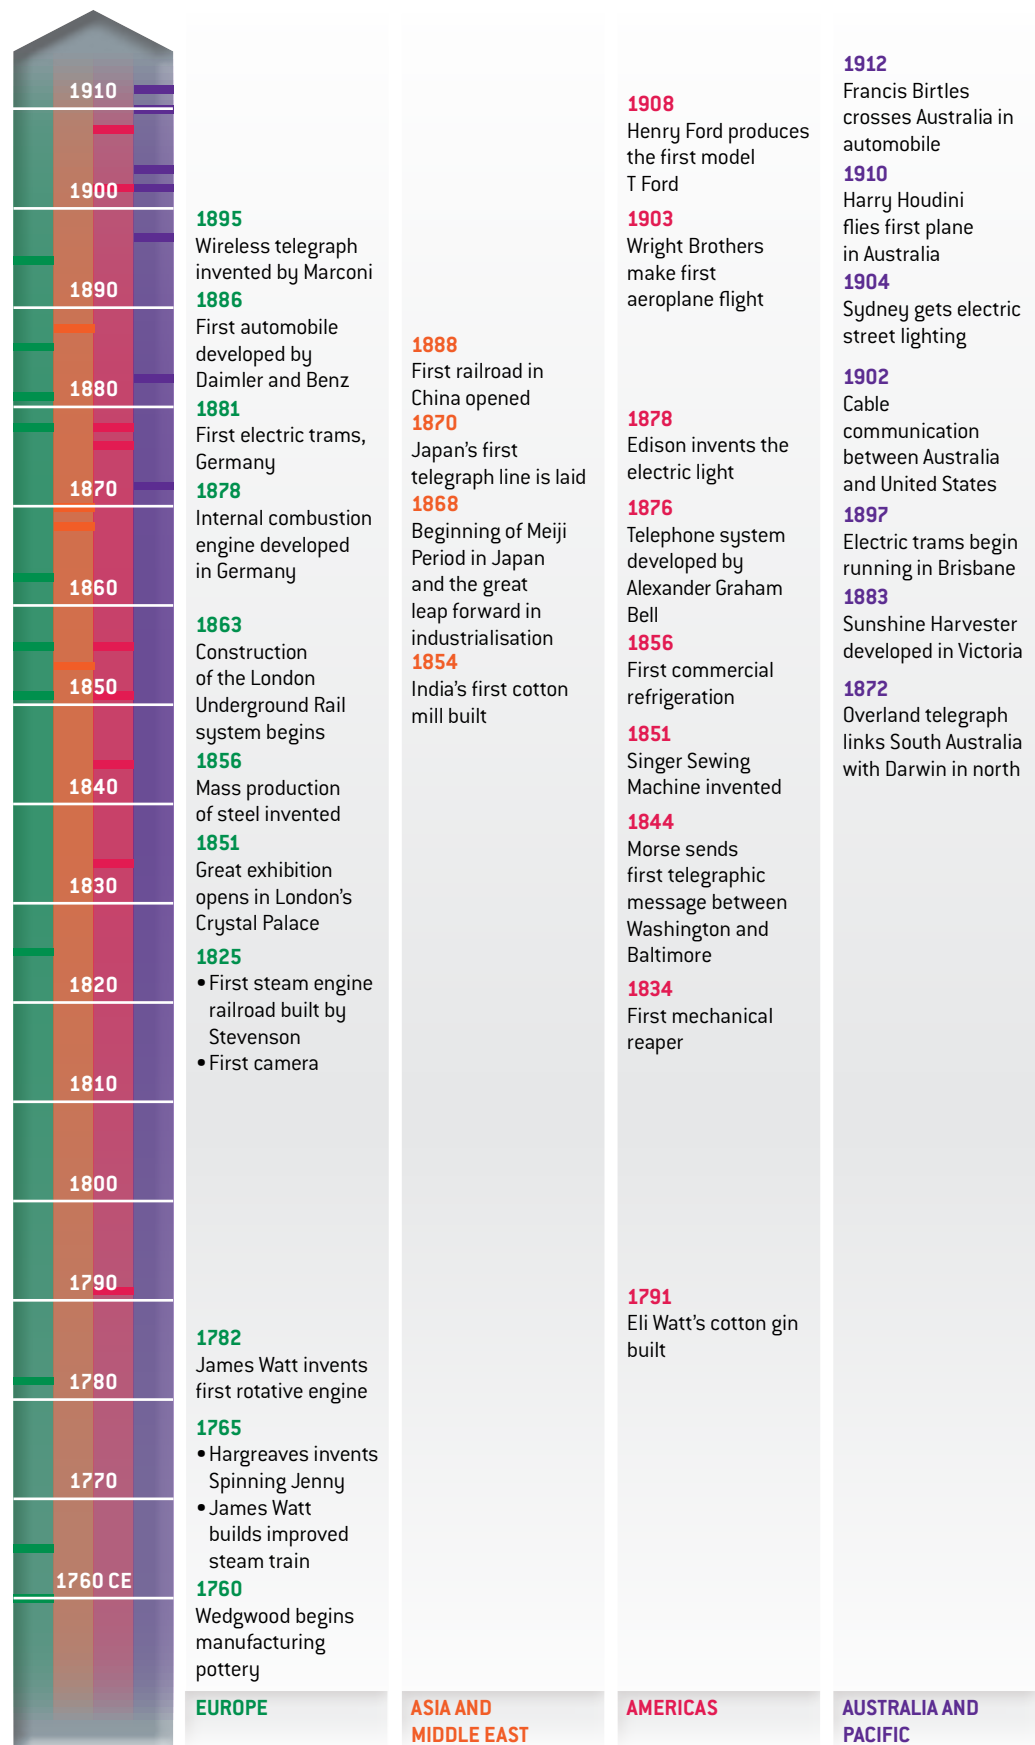 1910
1900
1890
1880
1870
1860
1850
1840
1830
1820
1810
1800
1790
1780
1770
1760 CE
1895
Wireless telegraph
invented by Marconi
1886
First automobile
developed by
Daimler and Benz
1881
First electric trams,
Germany
1878
Internal combustion
engine developed
in Germany
1863
Construction
of the London
Underground Rail
system begins
1856
Mass production
of steel invented
1851
Great exhibition
opens in London's
Crystal Palace
1825
• First steam engine
railroad built by
Stevenson
• First camera
1782
James Watt invents
first rotative engine
1765
• Hargreaves invents
Spinning Jenny
• James Watt
builds improved
steam train
1760
Wedgwood begins
manufacturing
pottery
EUROPE
1888
First railroad in
China opened
1870
Japan's first
telegraph line is laid
1868
Beginning of Meiji
Period in Japan
and the great
leap forward in
industrialisation
1854
India's first cotton
mill built
ASIA AND
MIDDLE EAST
1908
Henry Ford produces
the first model
T Ford
1903
Wright Brothers
make first
aeroplane flight
1878
Edison invents the
electric light
1876
Telephone system
developed by
Alexander Graham
Bell
1856
First commercial
refrigeration
1851
Singer Sewing
Machine invented
1844
Morse sends
first telegraphic
message between
Washington and
Baltimore
1834
First mechanical
reaper
1791
Eli Watt's cotton gin
built
AMERICAS
1912
Francis Birtles
crosses Australia in
automobile
1910
Harry Houdini
flies first plane
in Australia
1904
Sydney gets electric
street lighting
1902
Cable
communication
between Australia
and United States
1897
Electric trams begin
running in Brisbane
1883
Sunshine Harvester
developed in Victoria
1872
Overland telegraph
links South Australia
with Darwin in north
AUSTRALIA AND
PACIFIC